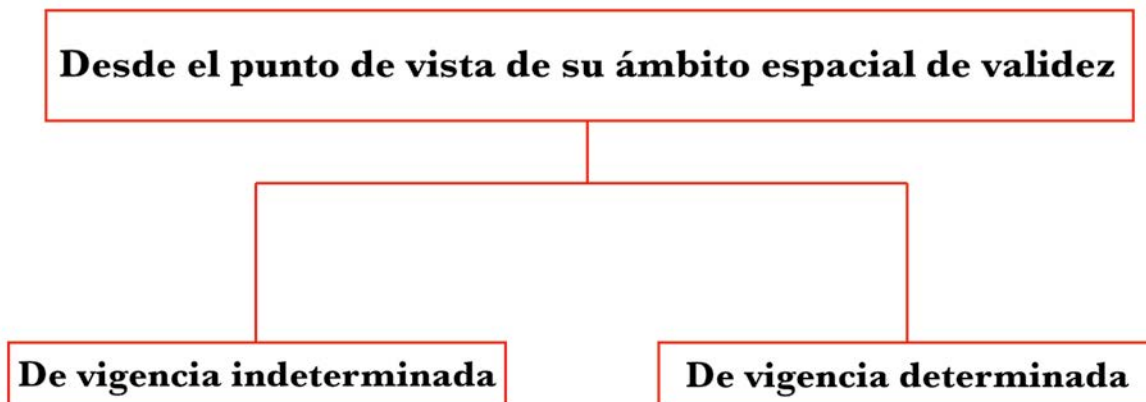 Desde el punto de vista de su ámbito espacial de validez
De vigencia indeterminada
De vigencia determinada